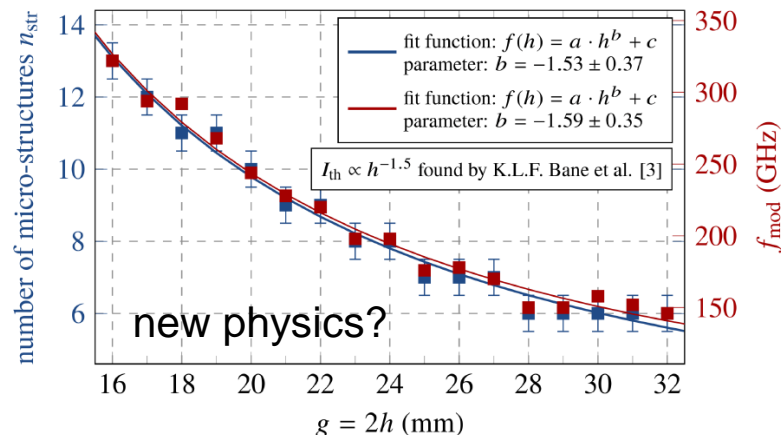 fit function: f(h) = a · h^b + c
parameter: b = −1.53 ± 0.37
fit function: f(h) = a · h^b + c
parameter: b = −1.59 ± 0.35
I_th ∝ h^−1.5 found by K.L.F. Bane et al. [3]
new physics?
number of micro-structures n_str
14
12
10
8
6
350
300
250
200
150
f_mod (GHz)
16 18 20 22 24 26 28 30 32
g = 2h (mm)